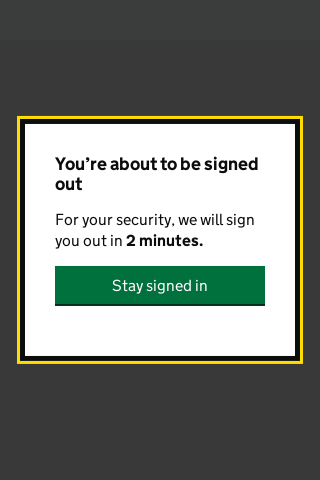 You’re about to be signed
out
For your security, we will sign
you out in 2 minutes.
Stay signed in